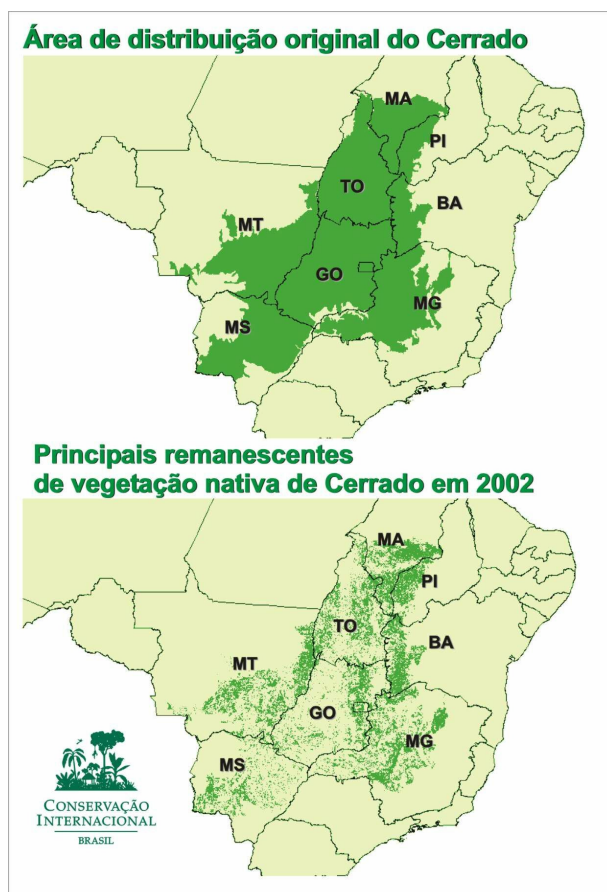 Área de distribuição original do Cerrado
MA
PI
TO
BA
MT
GO
MG
MS
Principais remanescentes
de vegetação nativa de Cerrado em 2002
MA
PI
TO
BA
MT
GO
MG
MS
CONSERVAÇÃO
INTERNACIONAL
BRASIL